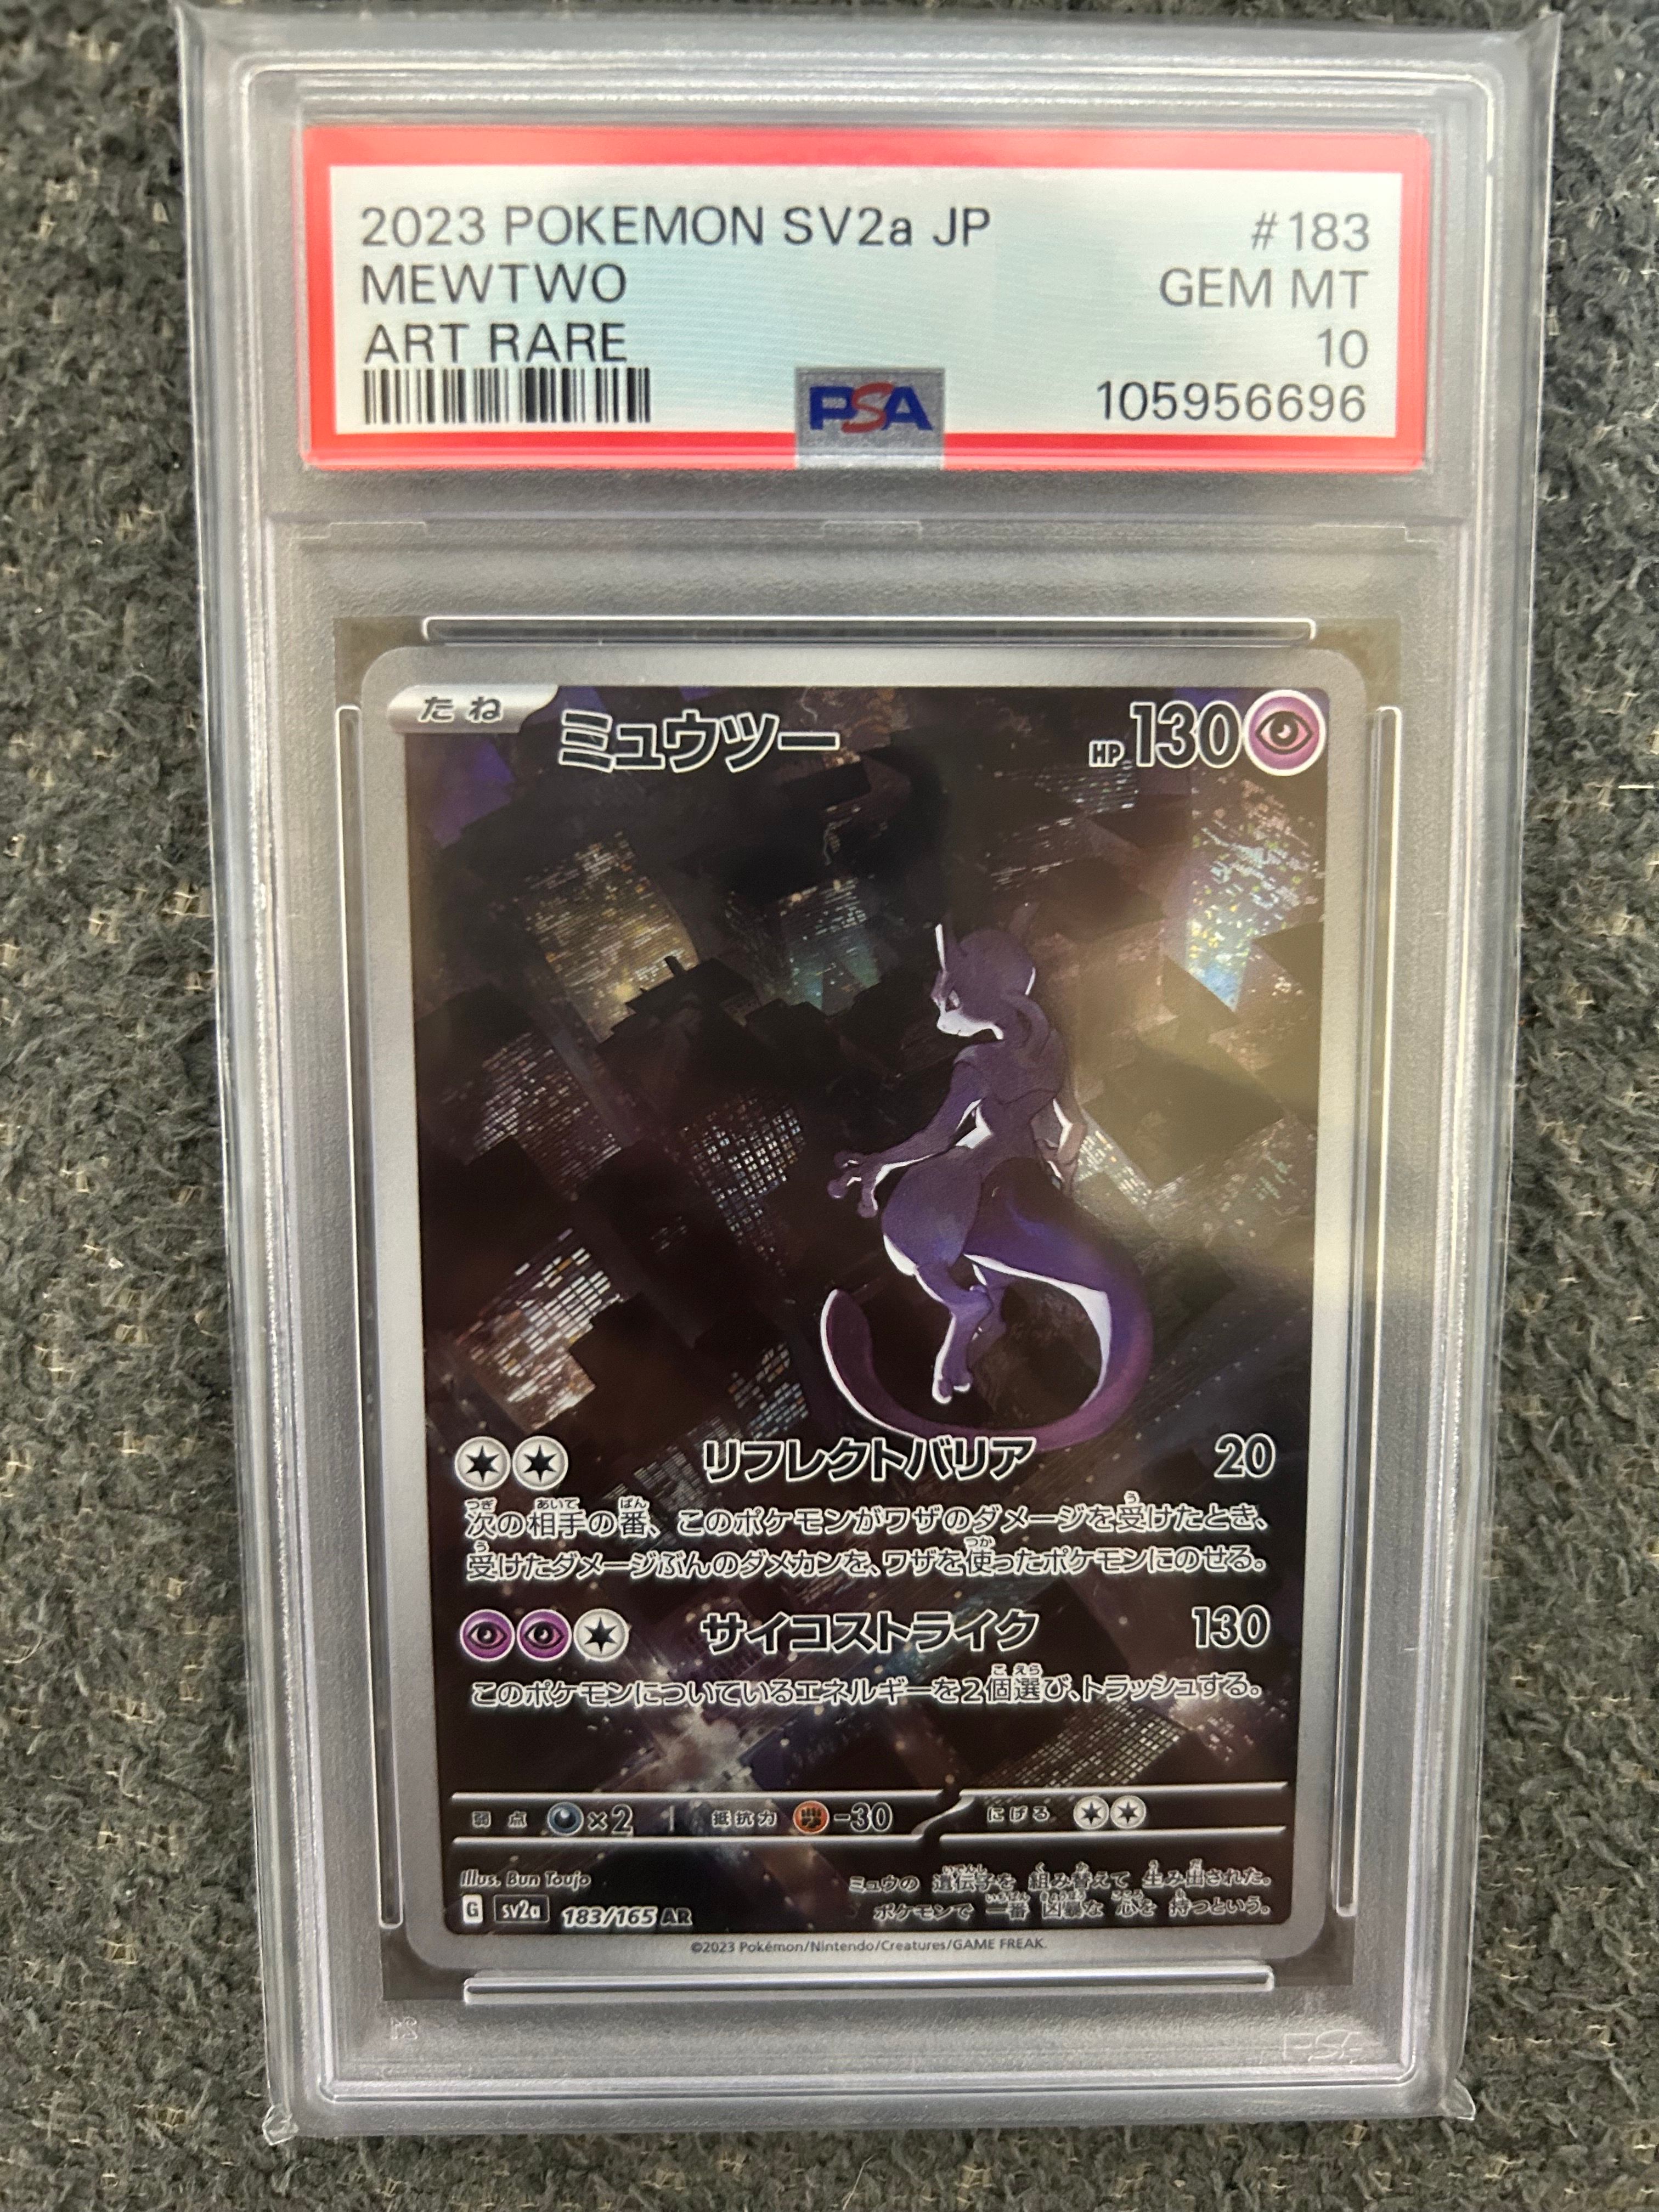 2023 POKEMON SV2a JP #183
MEWTWO GEM MT
ART RARE 10
PSA 105956696
たね ミュウツー HP130
リフレクトバリア 20
次の相手の番、このポケモンがワザのダメージを受けたとき、
受けたダメージぶんのダメカンを、ワザを使ったポケモンにのせる。
サイコストライク 130
このポケモンについているエネルギーを2個選び、トラッシュする。
弱点 ×2 抵抗力 -30 にげる
Illus. Bun Toujo
ミュウの 遺伝子を 組み替えて 生み出された。
ポケモンで 一番 凶暴な 心を 持つという。
G sv2a 183/165 AR
©2023 Pokémon/Nintendo/Creatures/GAME FREAK.
PSA